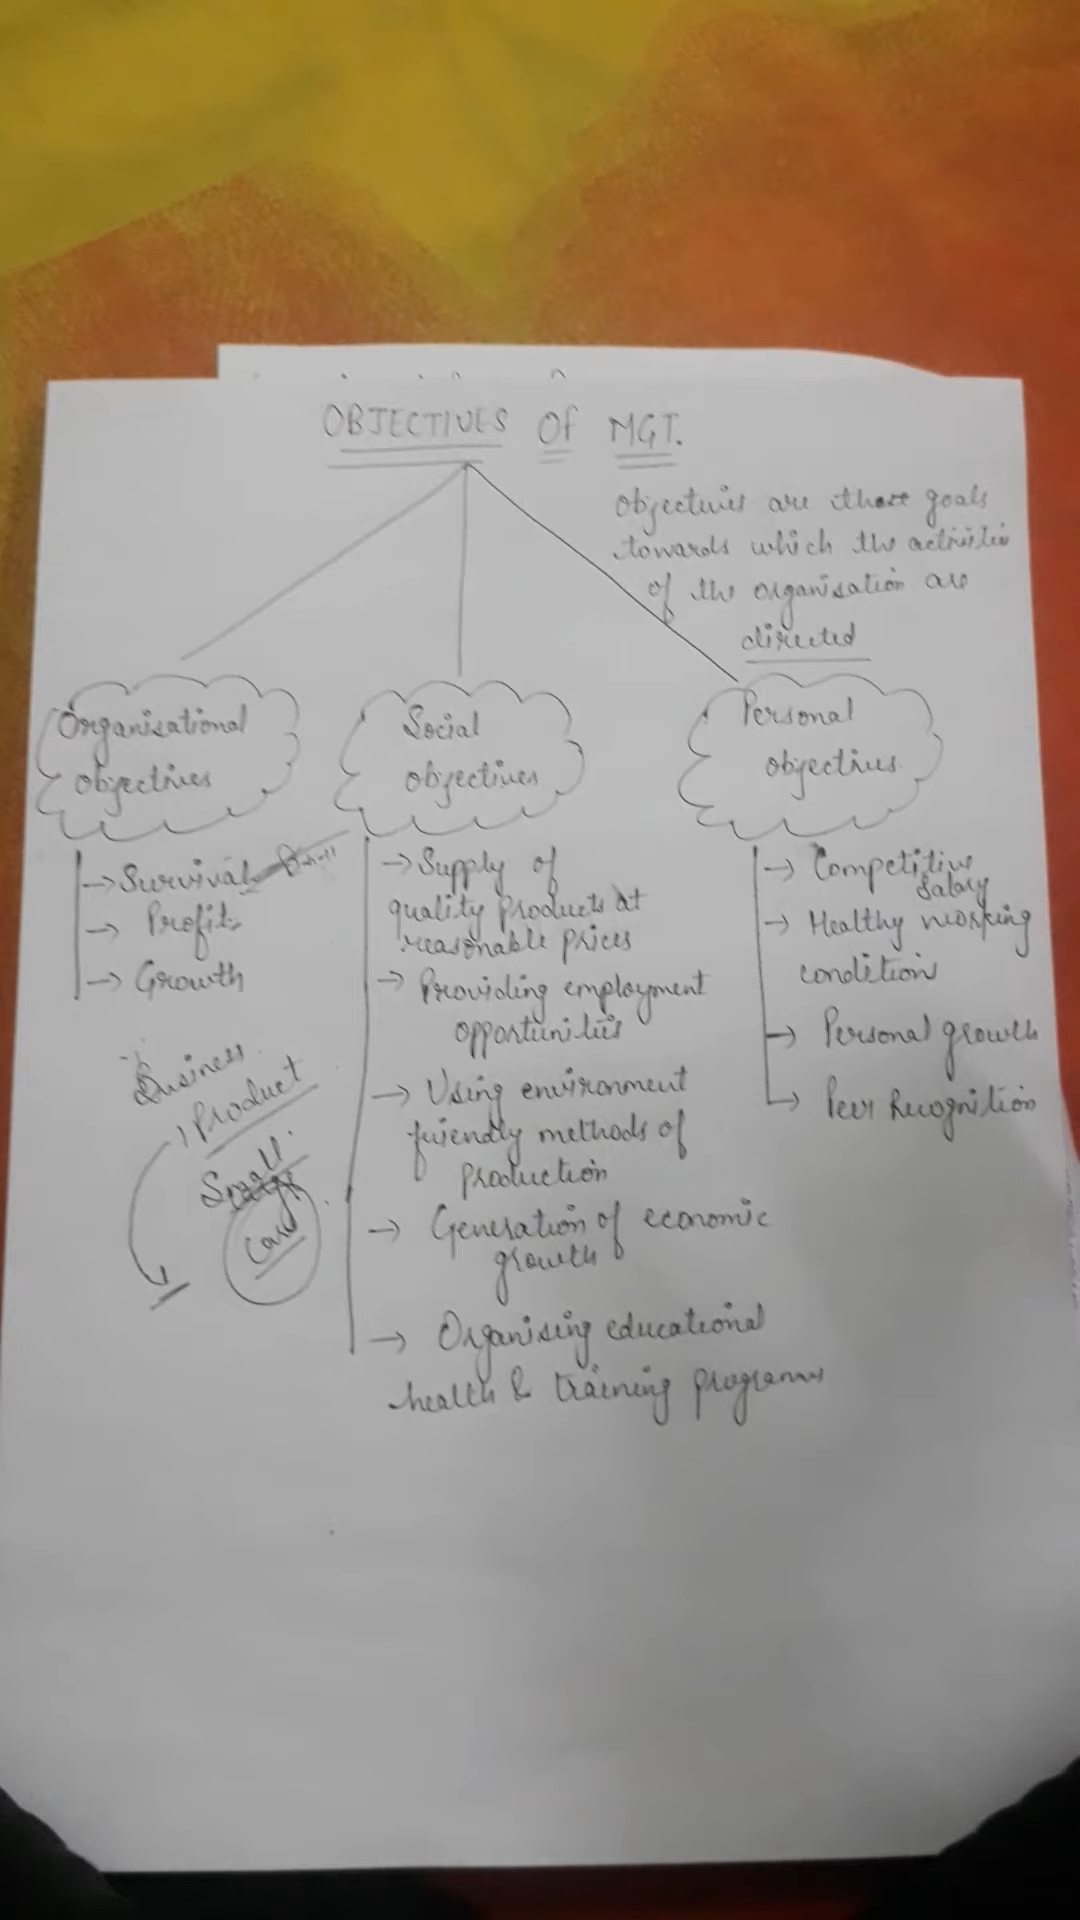 OBJECTIVES OF MGT.
Objectives are those goals
towards which the activities
of the organisation are
directed
Organisational
objectives
→ Survival
→ Profit
→ Growth
Business
1 Product
Small
Social
objectives
→ Supply of
quality products at
reasonable prices
→ Providing employment
opportunities
→ Using environment
friendly methods of
production
→ Generation of economic
growth
→ Organising educational
health & training programs
Personal
objectives
→ Competitive
Salary
→ Healthy working
condition
→ Personal growth
→ Peer Recognition